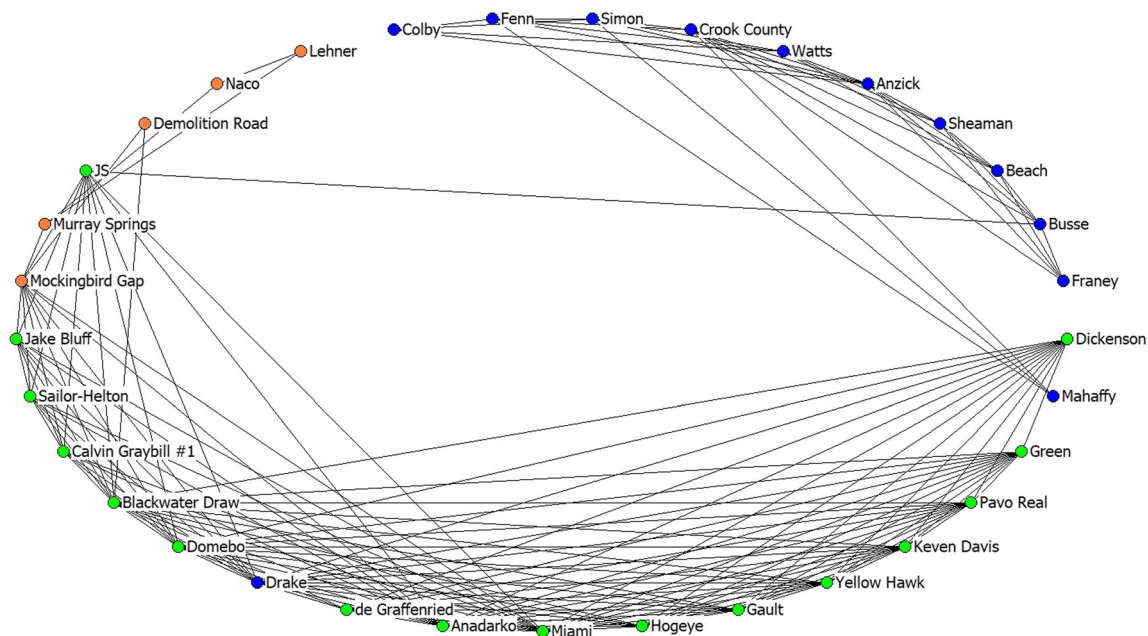 Fenn
Simon
Colby
Crook County
Lehner
Watts
Naco
Anzick
Demolition Road
Sheaman
JS
Beach
Murray Springs
Busse
Mockingbird Gap
Franey
Jake Bluff
Dickenson
Sailor-Helton
Mahaffy
Calvin Graybill #1
Green
Blackwater Draw
Pavo Real
Domebo
Keven Davis
Drake
Yellow Hawk
de Graffenried
Gault
Anadarko
Hogeye
Miami